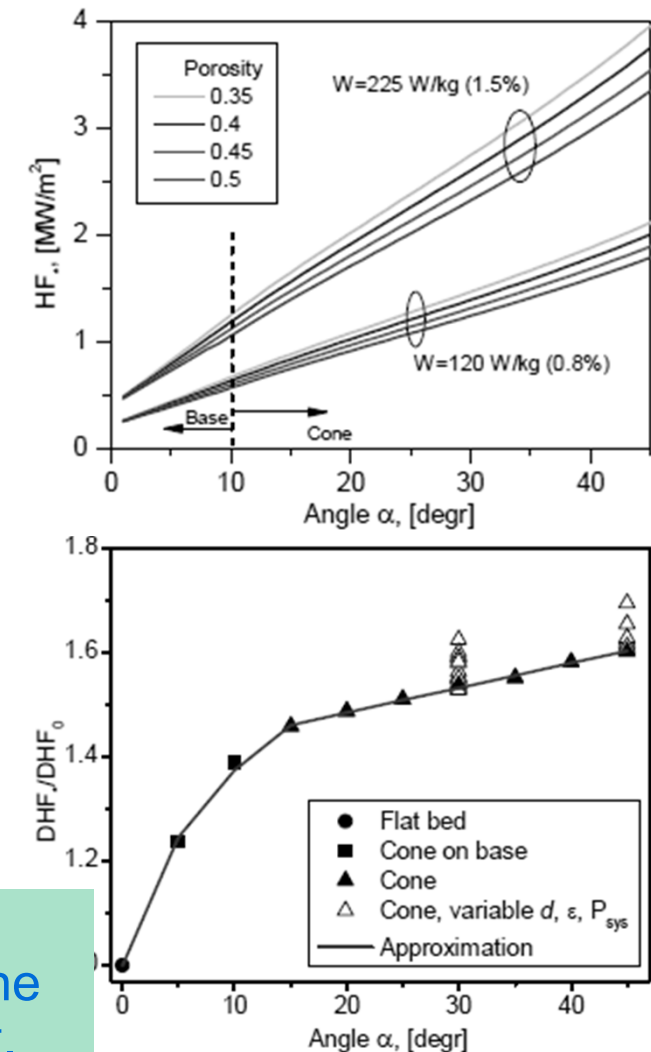 4
3
2
1
0
HF*, [MW/m²]
Porosity
0.35
0.4
0.45
0.5
W=225 W/kg (1.5%)
W=120 W/kg (0.8%)
Base
Cone
0 10 20 30 40
Angle α, [degr]
1.8
1.6
1.4
1.2
DHF*/DHF₀
Flat bed
Cone on base
Cone
Cone, variable d, ε, Psys
Approximation
0 10 20 30 40
Angle α, [degr]